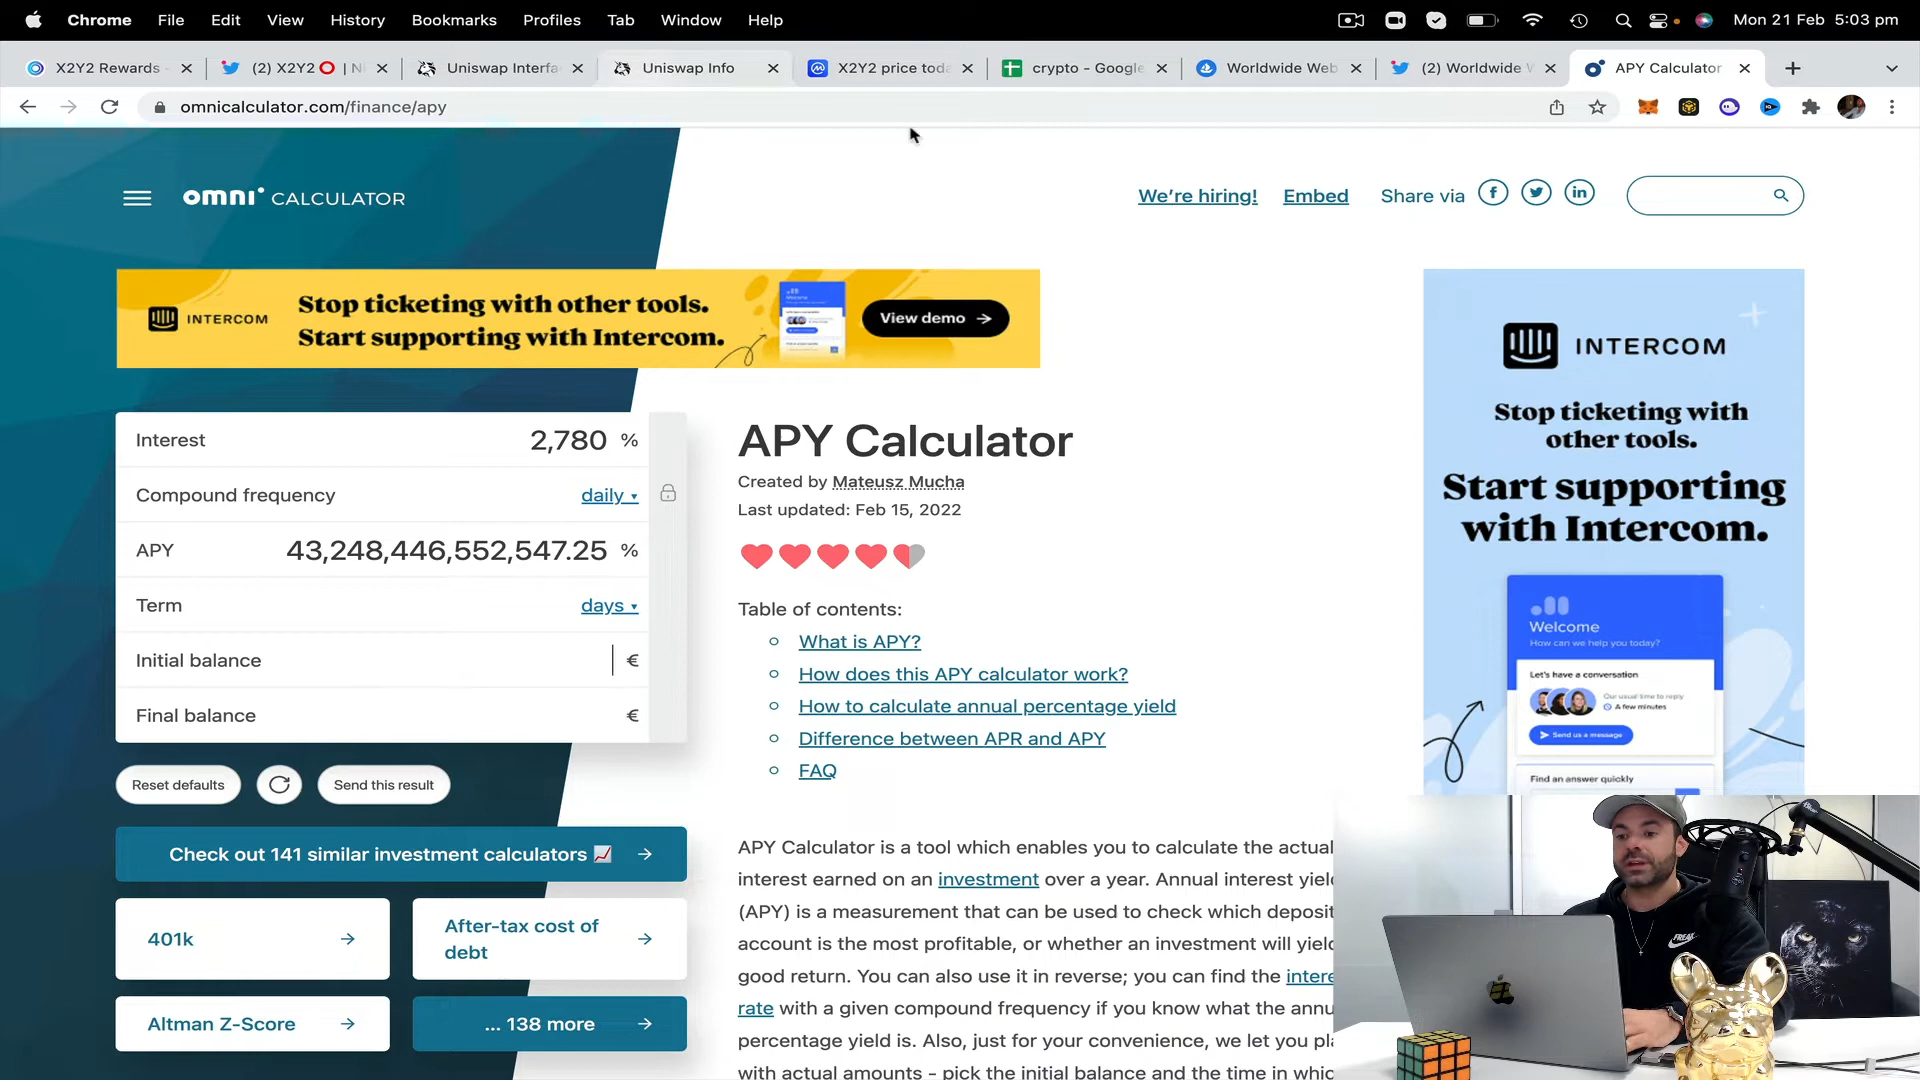 Chrome File Edit View History Bookmarks Profiles Tab Window Help Mon 21 Feb 5:03 pm
X2Y2 Rewards (2) X2Y2 Uniswap Interfa Uniswap Info X2Y2 price toda crypto - Google Worldwide Web (2) Worldwide W APY Calculator
omnicalculator.com/finance/apy
omni CALCULATOR
We're hiring! Embed Share via
INTERCOM
Stop ticketing with other tools.
Start supporting with Intercom.
View demo →
INTERCOM
Stop ticketing with
other tools.
Start supporting
with Intercom.
Welcome
How can we help you today?
Let's have a conversation
Our usual time to reply
A few minutes
Send us a message
Find an answer quickly
Interest 2,780 %
Compound frequency daily
APY 43,248,446,552,547.25 %
Term days
Initial balance €
Final balance €
Reset defaults
Send this result
Check out 141 similar investment calculators →
401k →
After-tax cost of
debt →
Altman Z-Score →
... 138 more →
APY Calculator
Created by Mateusz Mucha
Last updated: Feb 15, 2022
Table of contents:
What is APY?
How does this APY calculator work?
How to calculate annual percentage yield
Difference between APR and APY
FAQ
APY Calculator is a tool which enables you to calculate the actual
interest earned on an investment over a year. Annual interest yield
(APY) is a measurement that can be used to check which deposit
account is the most profitable, or whether an investment will yield
good return. You can also use it in reverse; you can find the intere
rate with a given compound frequency if you know what the annu
percentage yield is. Also, just for your convenience, we let you pla
with actual amounts - pick the initial balance and the time in which